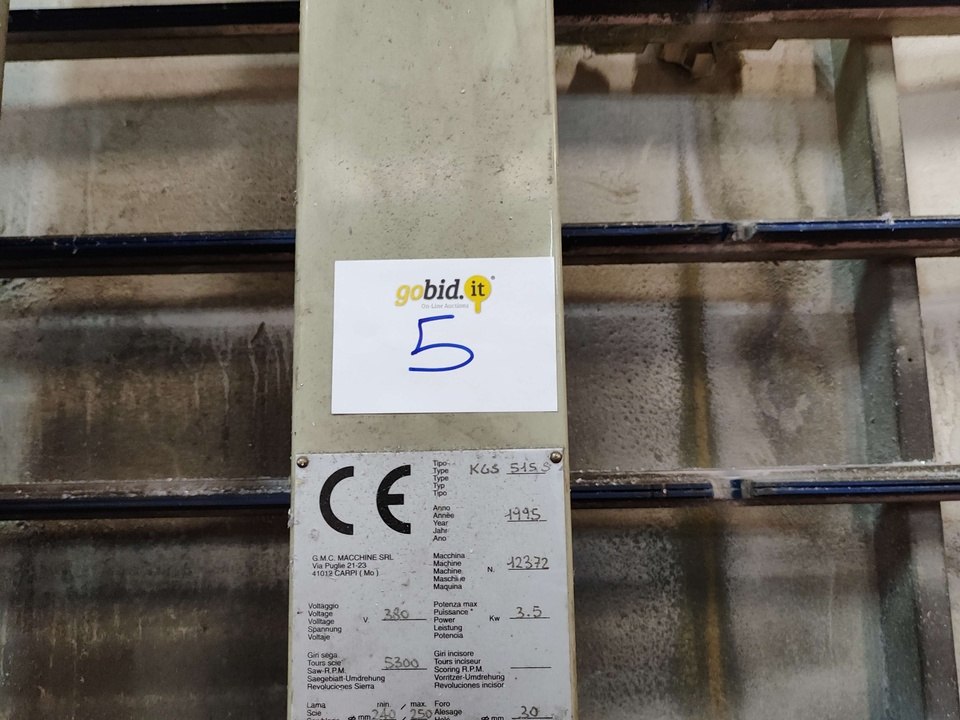 gobid.it®
On Line Auctions
5
CE
Tipo
Type KGS 515 S
Type
Typ
Tipo
Anno
Année
Year 1995
Jahr
Ano
G.M.C. MACCHINE SRL
Via Puglie 21-23
41012 CARPI ( Mo )
Macchina
Machine
Machine N. 12372
Maschine
Maquina
Voltaggio
Voltage
Volltage V 380
Spannung
Voltaje
Potenza max
Puissance "
Power Kw 3.5
Leistung
Potencia
Giri sega
Tours scie
Saw-R.P.M. 5300
Saegeblatt-Umdrehung
Revoluciones Sierra
Giri incisore
Tours inciseur
Scoring R.P.M.
Vorritzer-Umdrehung
Revoluciones incisor
Lama min. / max.
Scie ø mm 240 / 250
Foro
Alesage ø mm 30